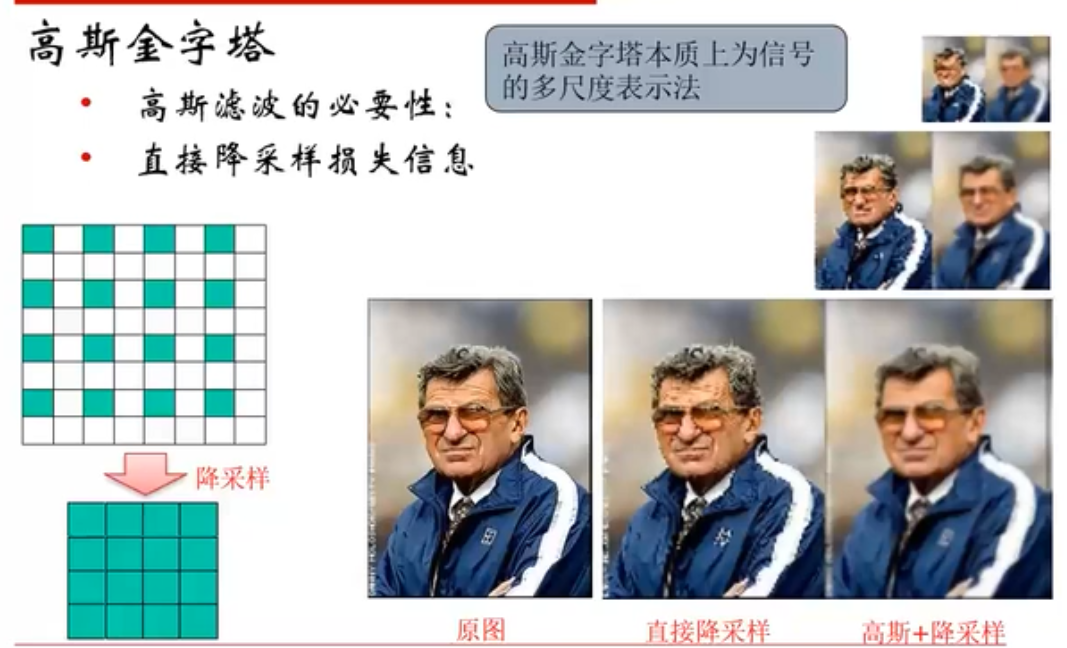 高斯金字塔
高斯金字塔本质上为信号
的多尺度表示法
• 高斯滤波的必要性：
• 直接降采样损失信息
降采样
原图
直接降采样
高斯+降采样